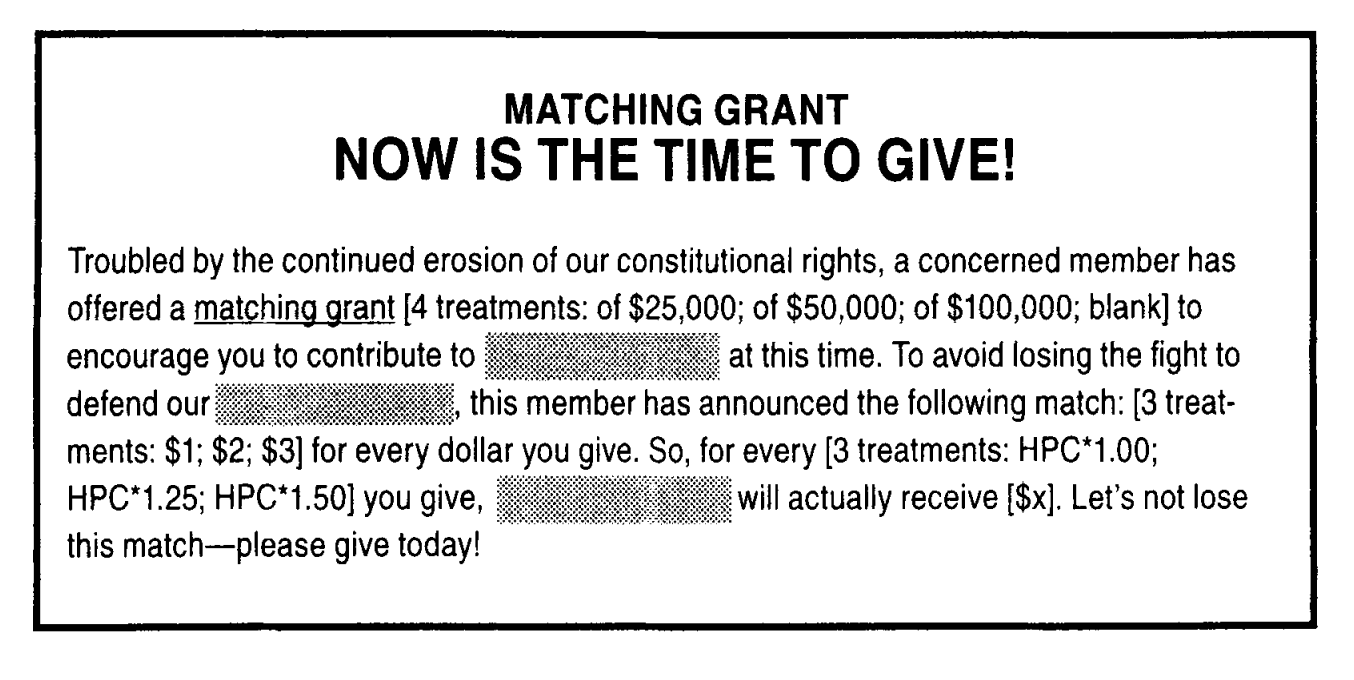 MATCHING GRANT
NOW IS THE TIME TO GIVE!
Troubled by the continued erosion of our constitutional rights, a concerned member has
offered a matching grant [4 treatments: of $25,000; of $50,000; of $100,000; blank] to
encourage you to contribute to at this time. To avoid losing the fight to
defend our , this member has announced the following match: [3 treat-
ments: $1; $2; $3] for every dollar you give. So, for every [3 treatments: HPC*1.00;
HPC*1.25; HPC*1.50] you give, will actually receive [$x]. Let's not lose
this match—please give today!